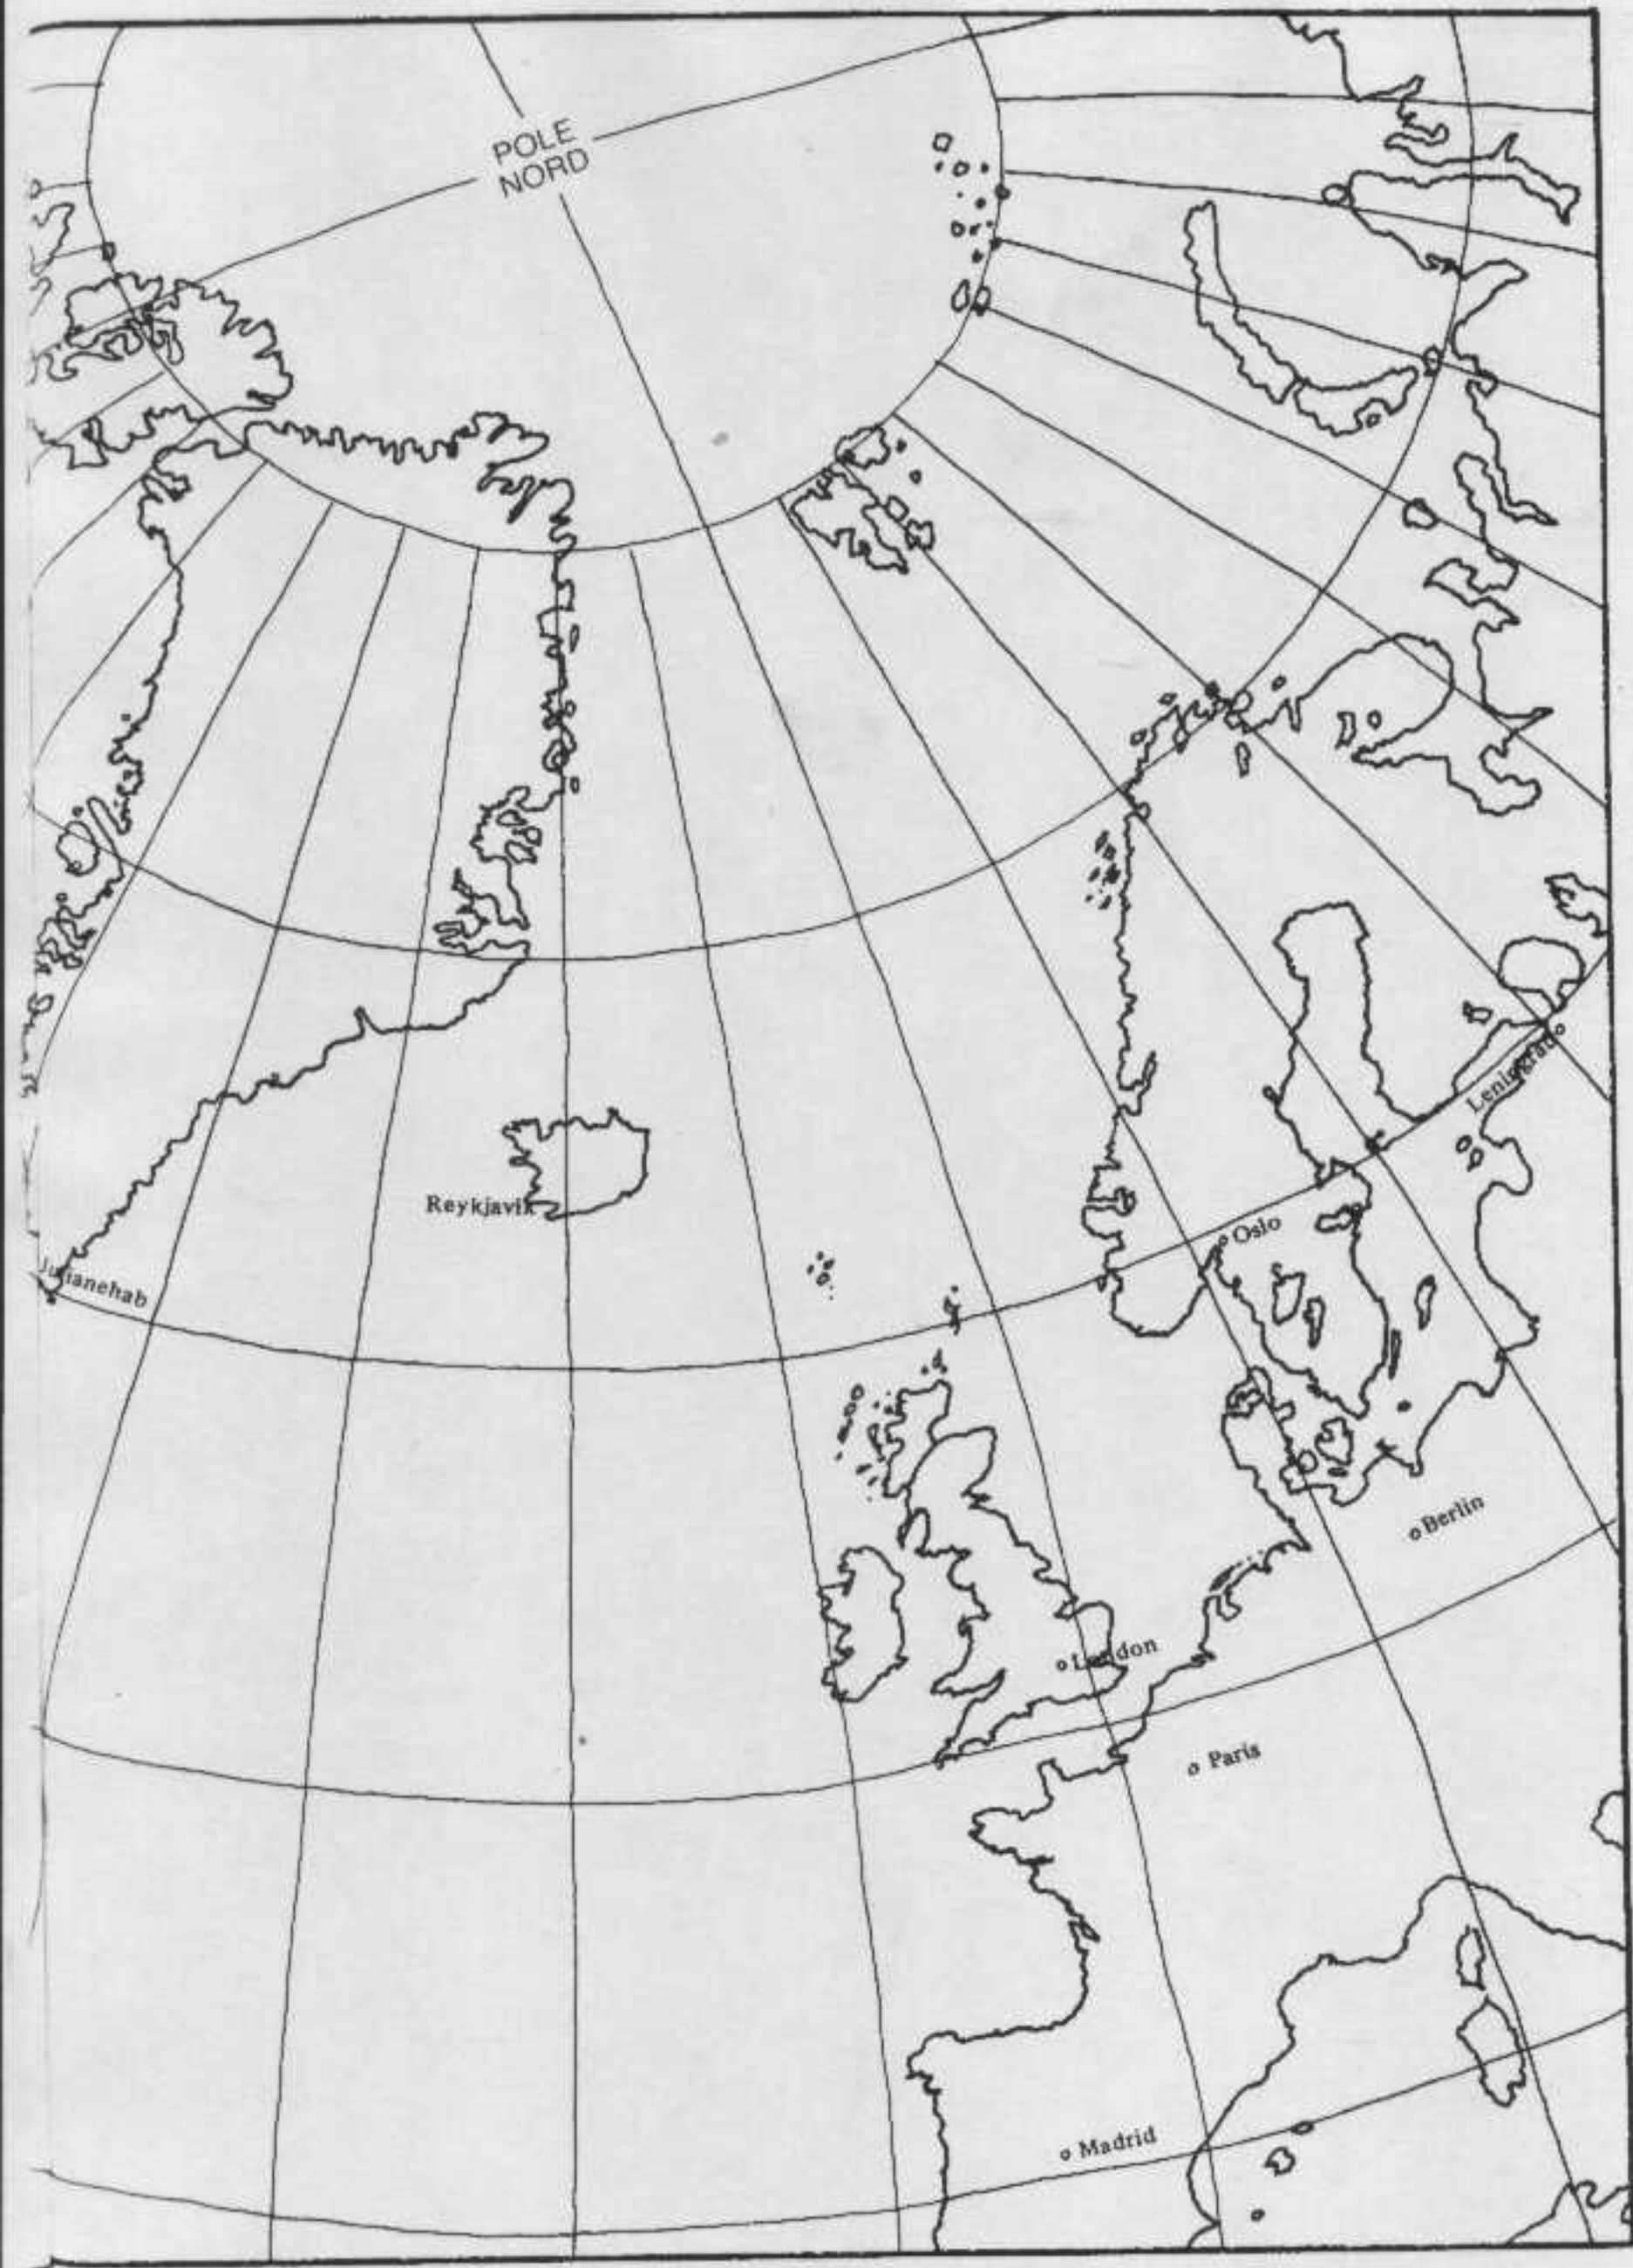 POLE
NORD
Leningrad
Reykjavik
Oslo
Julianehab
Berlin
London
Paris
Madrid